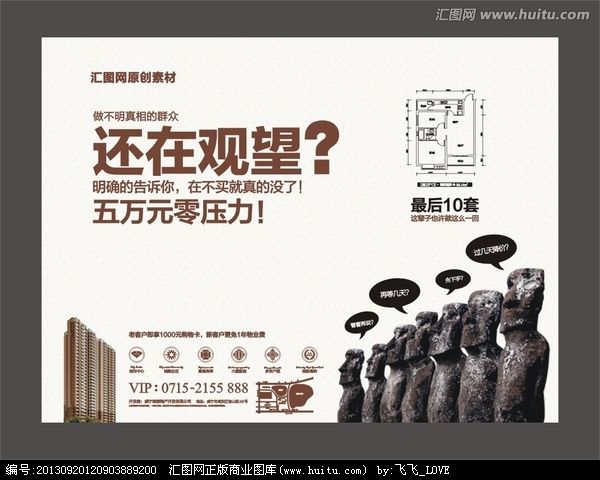 汇图网 www.huitu.com
汇图网原创素材
做不明真相的群众
还在观望?
明确的告诉你，在不买就真的没了!
五万元零压力!
最后10套
这辈子也许就这么一回
过几天降价?
先下手?
再等几天?
看看再说?
老客户即享1000元购物卡，新客户更免1年物业费
VIP: 0715-2155 888
编号:20130920120903889200 汇图网正版商业图库(www.huitu.com) by:飞飞_LOVE